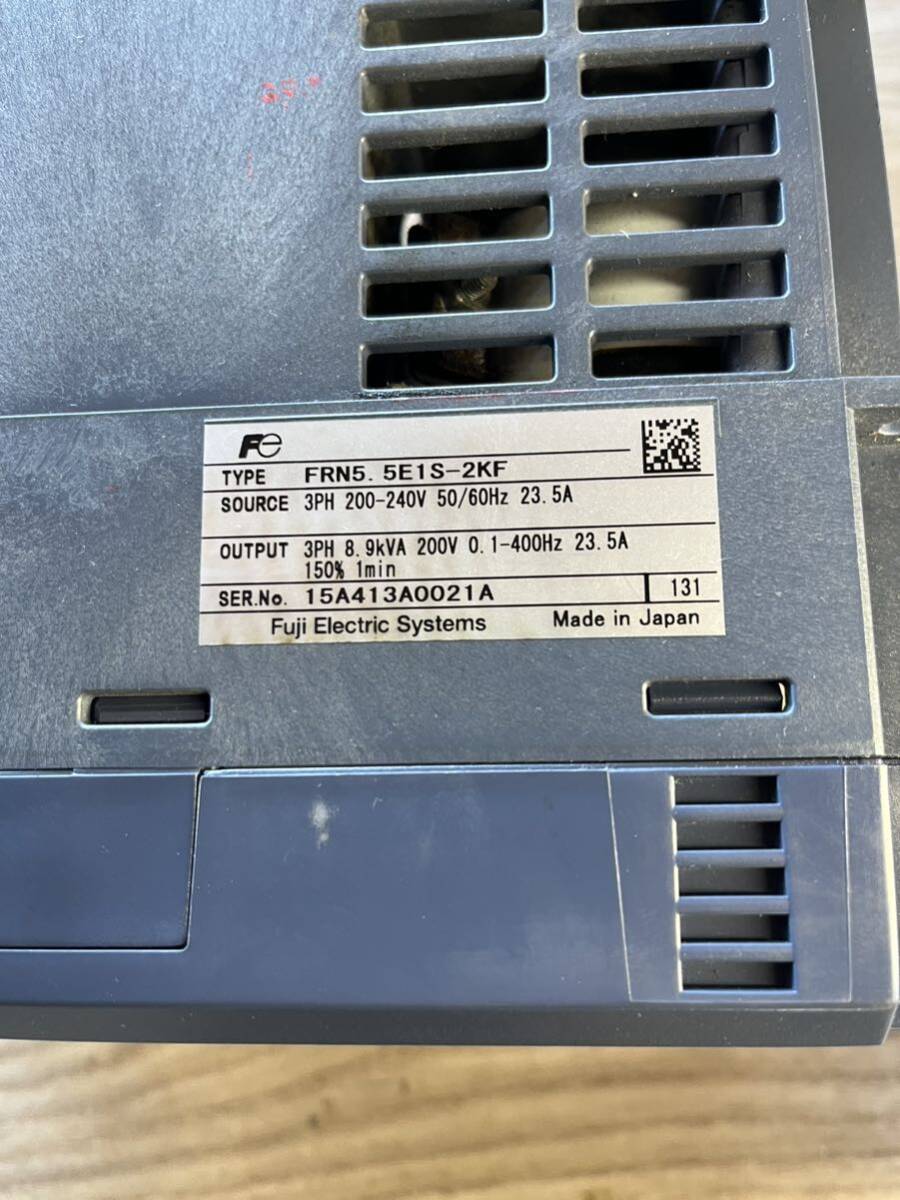 Fe
TYPE FRN5.5E1S-2KF
SOURCE 3PH 200-240V 50/60Hz 23.5A
OUTPUT 3PH 8.9kVA 200V 0.1-400Hz 23.5A
150% 1min
SER.No. 15A413A0021A 131
Fuji Electric Systems Made in Japan